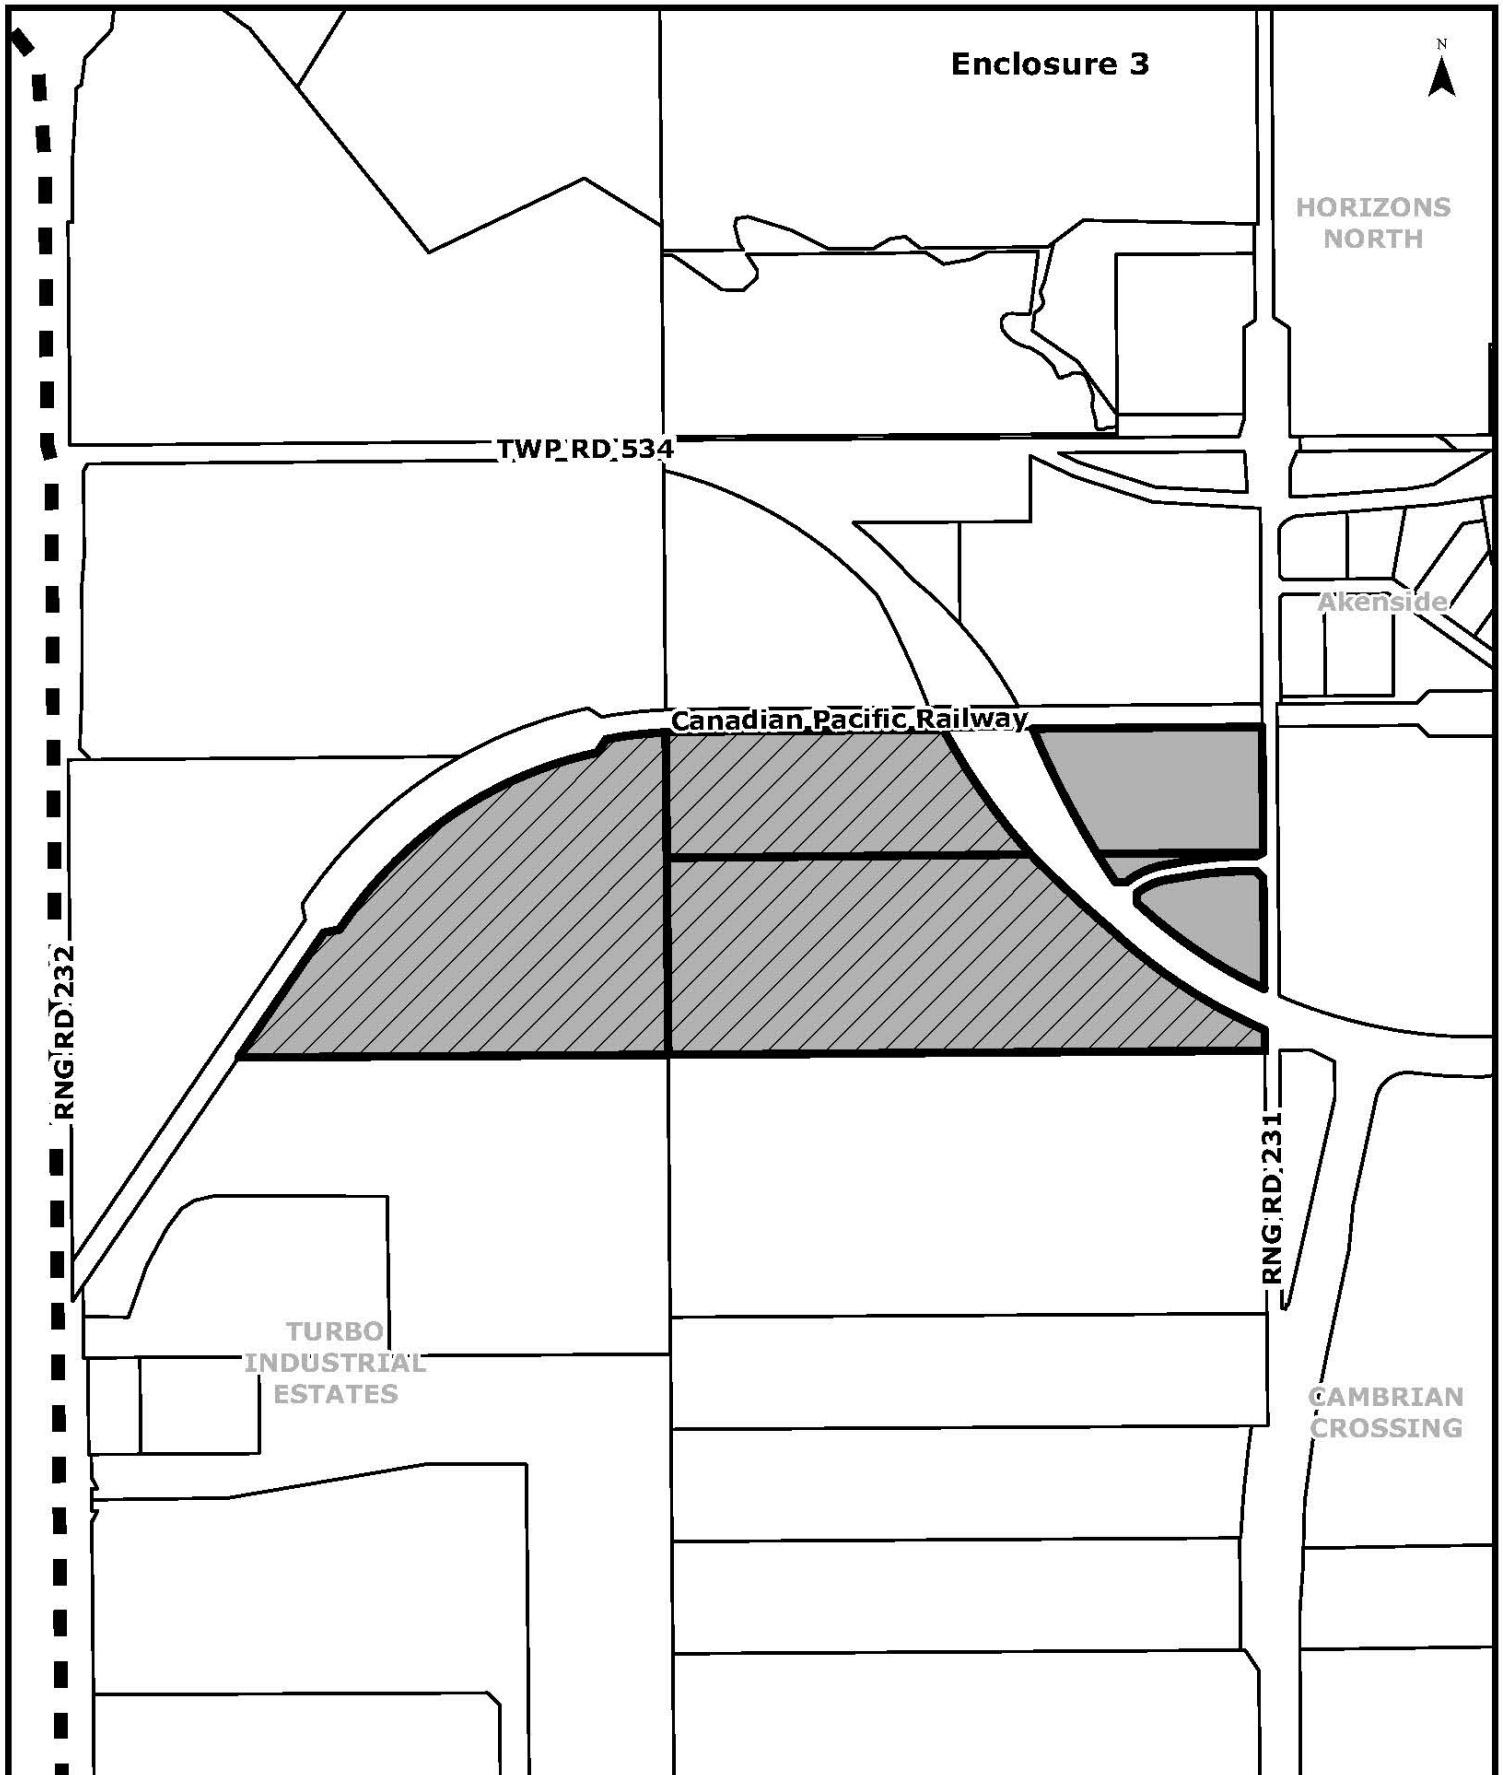 Enclosure 3
N
HORIZONS
NORTH
TWP RD 534
Akenside
Canadian Pacific Railway
RNG RD 232
RNG RD 231
TURBO
INDUSTRIAL
ESTATES
CAMBRIAN
CROSSING